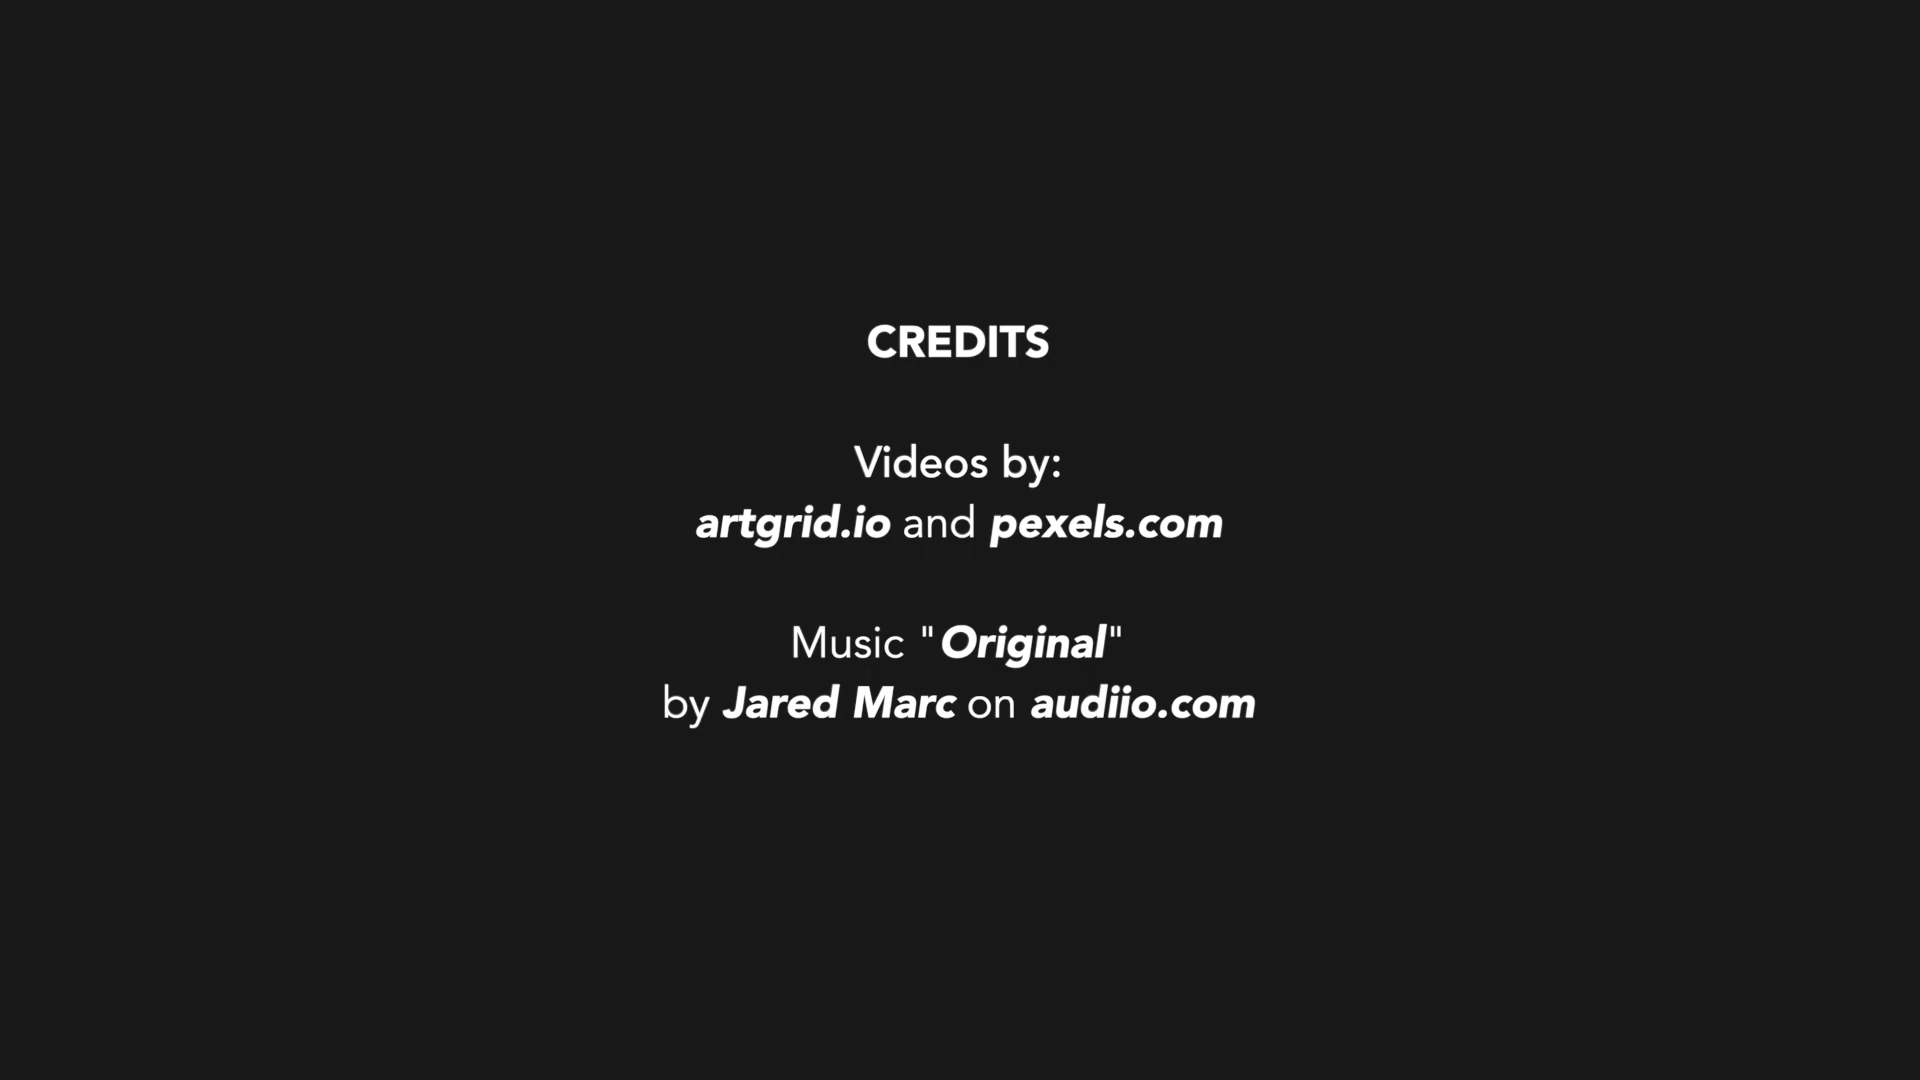 CREDITS
Videos by:
artgrid.io and pexels.com
Music "Original"
by Jared Marc on audiio.com